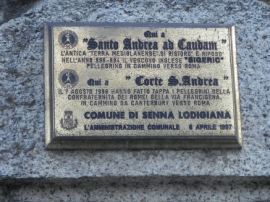 Qui a
"Santo Andrea ad Caudam"
L'ANTICA "TERRA MEDIOLANENSE", SI RISTORO' E RIPOSO'
NELL'ANNO 990-994 IL VESCOVO INGLESE "SIGERIC"
PELLEGRINO IN CAMMINO VERSO ROMA
Qui a "Corte S. Andrea"
IL 7 AGOSTO 1996 HANNO FATTO TAPPA I PELLEGRINI DELLA
CONFRATERNITA DEI ROMEI DELLA VIA FRANCIGENA,
IN CAMMINO DA CANTERBURY VERSO ROMA
COMUNE DI SENNA LODIGIANA
L'AMMINISTRAZIONE COMUNALE 6 APRILE 1997